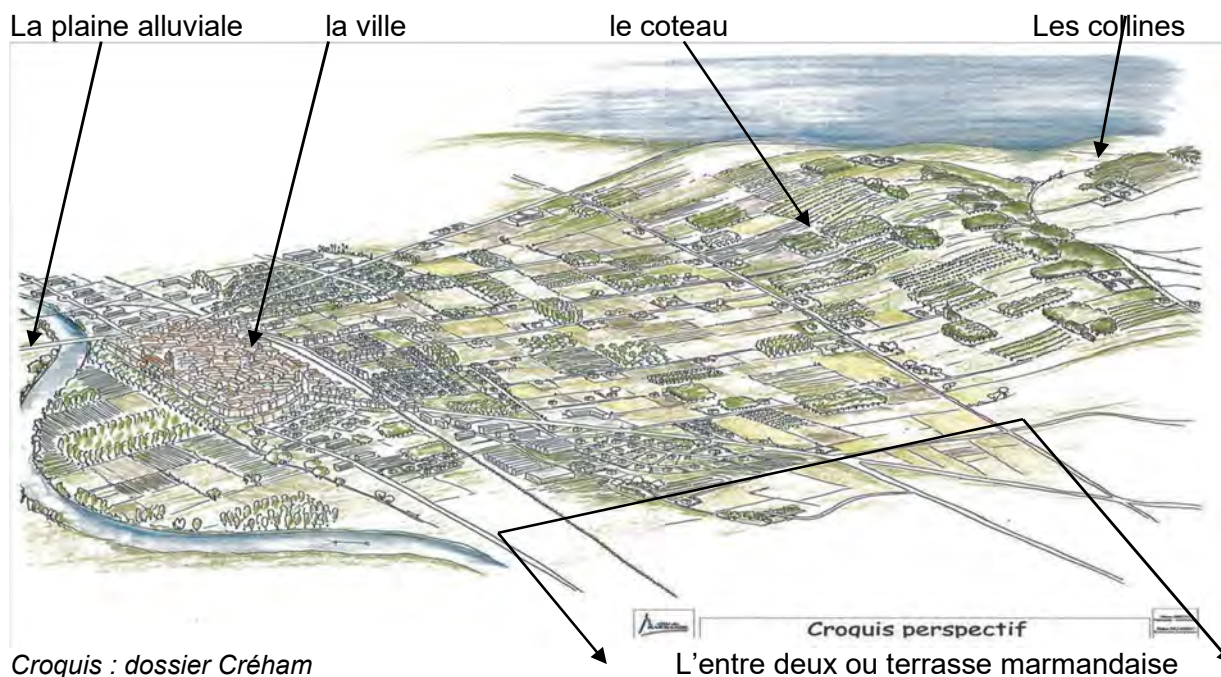 La plaine alluviale la ville le coteau Les collines
Croquis perspectif
Croquis : dossier Créham L'entre deux ou terrasse marmandaise